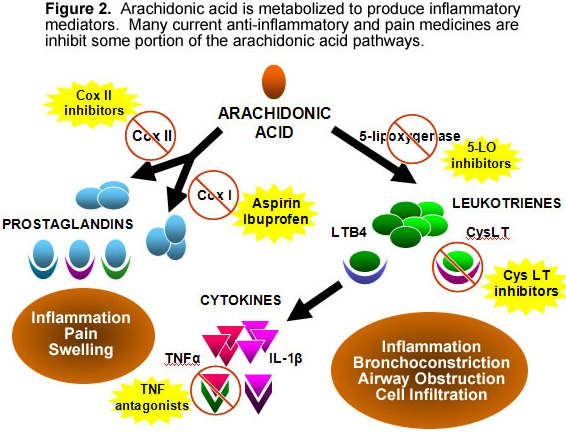 Figure 2. Arachidonic acid is metabolized to produce inflammatory
mediators. Many current anti-inflammatory and pain medicines are
inhibit some portion of the arachidonic acid pathways.
Cox II
inhibitors
Cox II
ARACHIDONIC
ACID
5-lipoxygenase
5-LO
inhibitors
Cox I
Aspirin
Ibuprofen
PROSTAGLANDINS
LEUKOTRIENES
LTB4
CysLT
Cys LT
inhibitors
Inflammation
Pain
Swelling
CYTOKINES
TNFα
IL-1β
TNF
antagonists
Inflammation
Bronchoconstriction
Airway Obstruction
Cell Infiltration